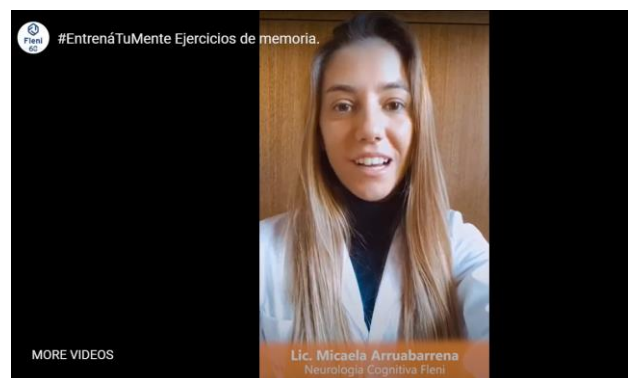 Fleni
60
#EntrenáTuMente Ejercicios de memoria.
MORE VIDEOS
Lic. Micaela Arruabarrena
Neurología Cognitiva Fleni